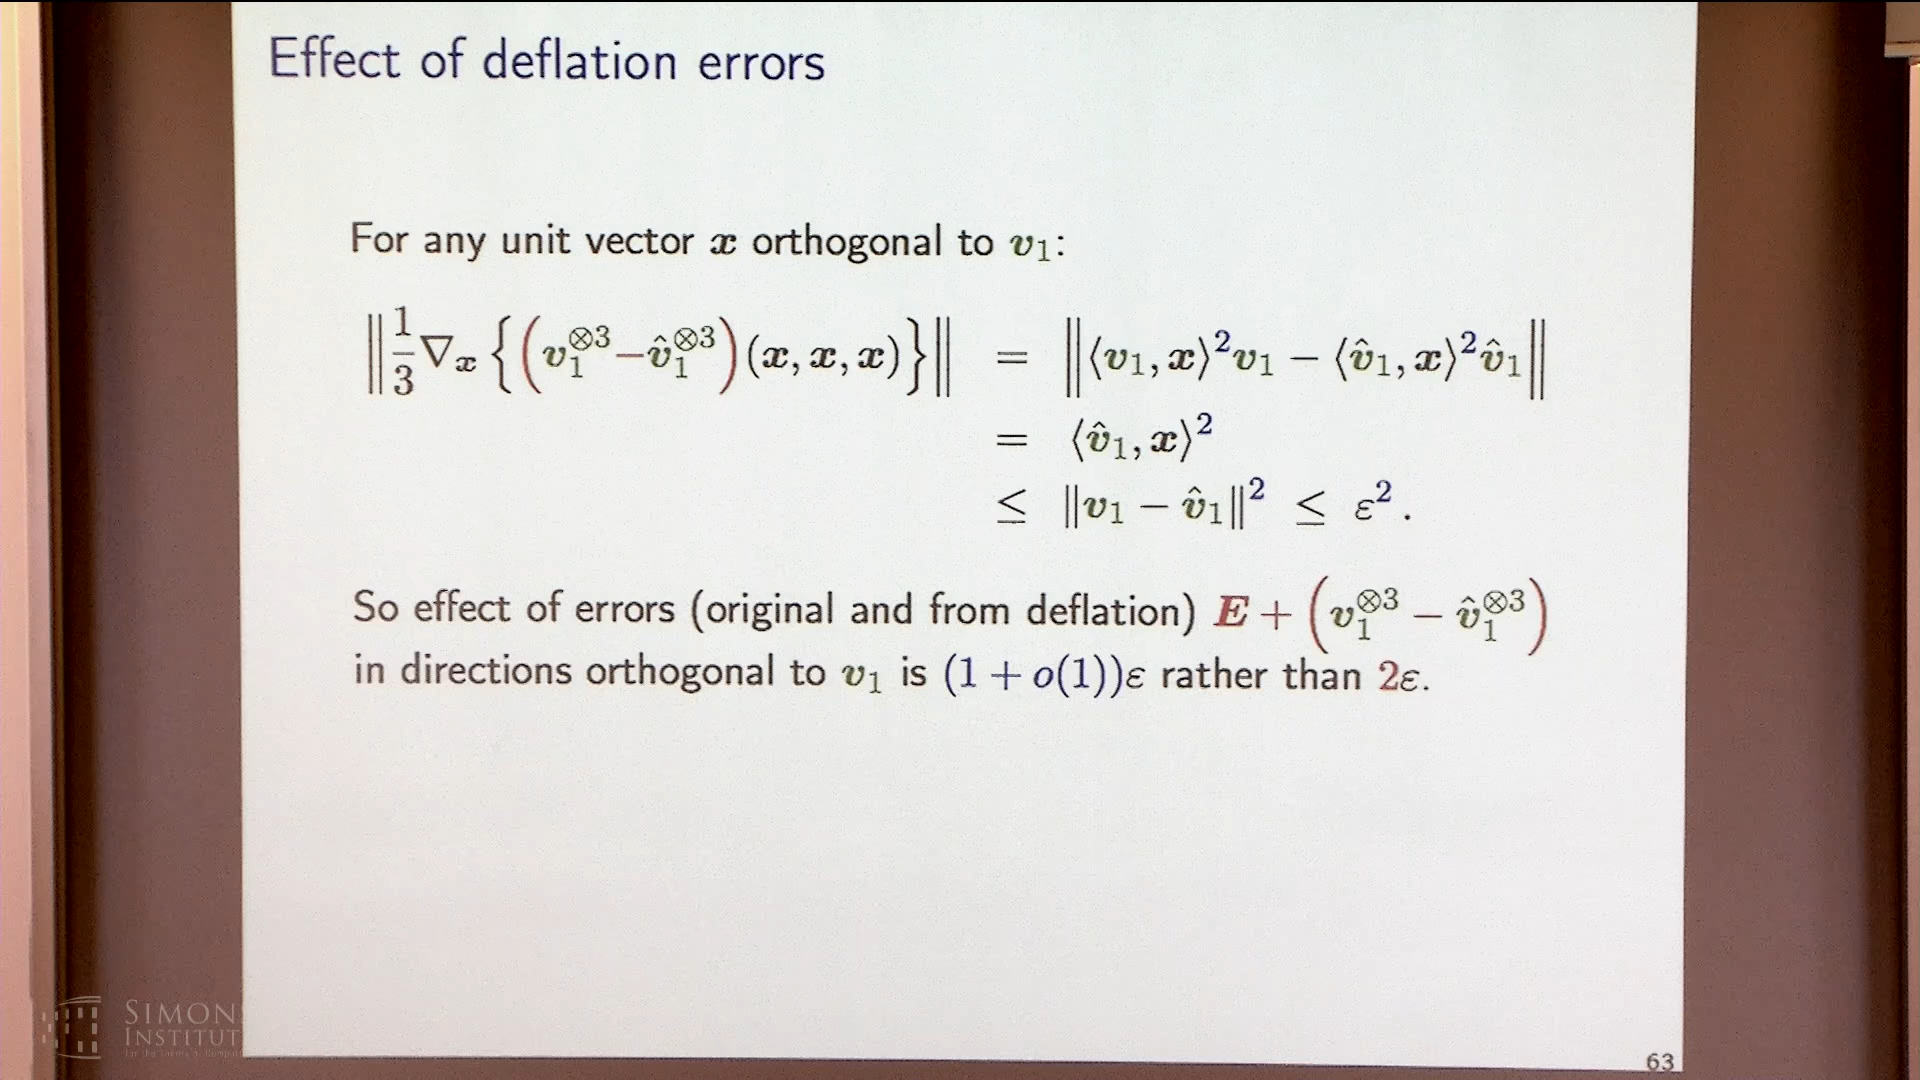 Effect of deflation errors
For any unit vector x orthogonal to v₁:
‖ 1/3 ∇ₓ {(v₁^⊗3 − v̂₁^⊗3)(x, x, x)} ‖ = ‖⟨v₁, x⟩²v₁ − ⟨v̂₁, x⟩²v̂₁‖
= ⟨v̂₁, x⟩²
≤ ‖v₁ − v̂₁‖² ≤ ε².
So effect of errors (original and from deflation) E + (v₁^⊗3 − v̂₁^⊗3)
in directions orthogonal to v₁ is (1 + o(1))ε rather than 2ε.
SIMONS
INSTITUT
63